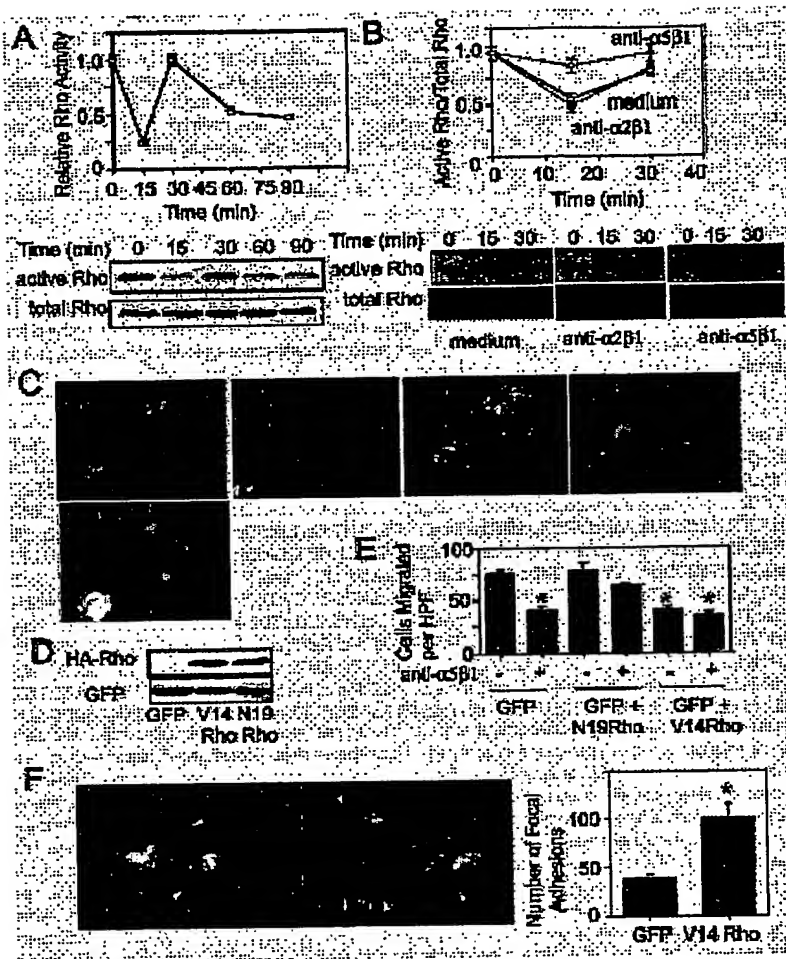 A
Relative Rho Activity
1.0
0.5
0
0 15 30 45 60 75 90
Time (min)
B
Active Rho/Total Rho
1.0
0.5
0
anti-α5β1
medium
anti-α2β1
0 10 20 30 40
Time (min)
Time (min) 0 15 30 60 90
active Rho
total Rho
Time (min) 0 15 30 0 15 30 0 15 30
active Rho
total Rho
medium anti-α2β1 anti-α5β1
C
D
HA-Rho
GFP
GFP V14 N19
Rho Rho
E
Cells Migrated
per HPF
100
50
0
* * *
anti-α5β1 - + - + - +
GFP GFP + GFP +
N19Rho V14Rho
F
Number of Focal
Adhesions
100
50
0
*
GFP V14 Rho